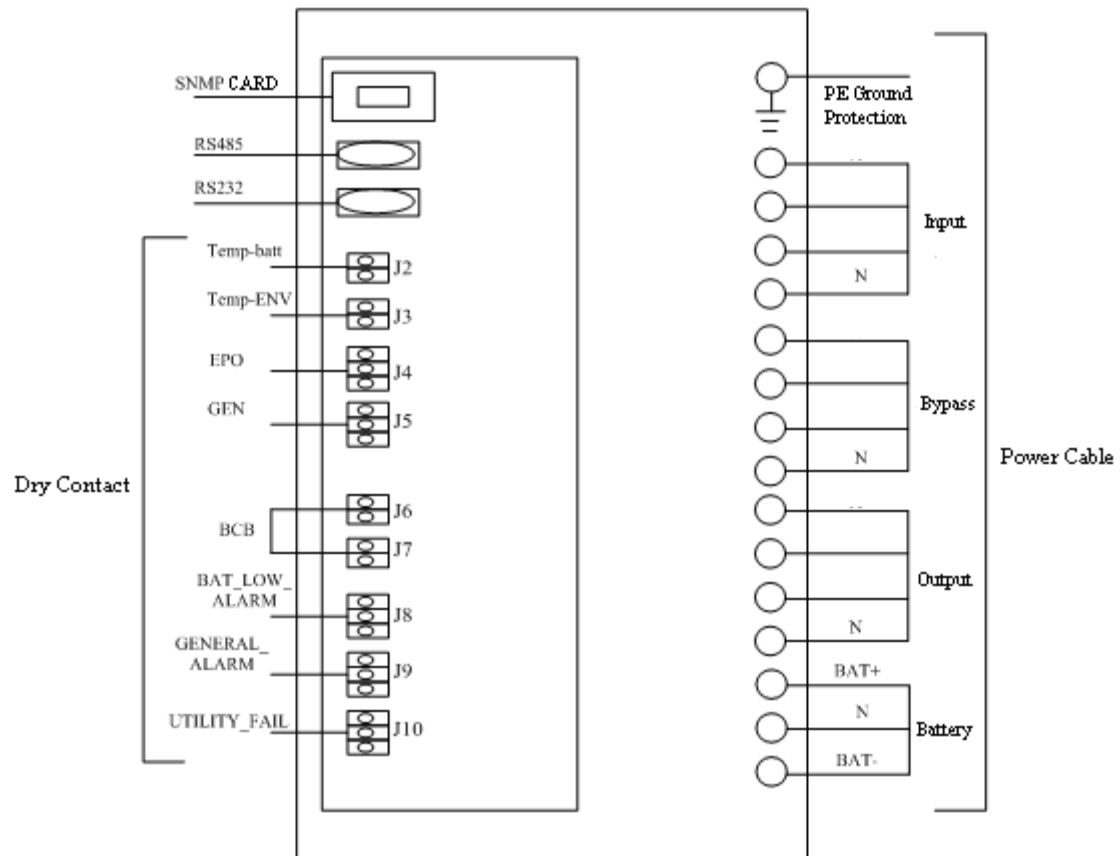 SNMP CARD
RS485
RS232
Temp-batt
J2
Temp-ENV
J3
EPO
J4
GEN
J5
Dry Contact
BCB
J6
J7
BAT_LOW_
ALARM
J8
GENERAL_
ALARM
J9
UTILITY_FAIL
J10
PE Ground
Protection
Input
N
Bypass
N
Power Cable
Output
N
BAT+
N
Battery
BAT-